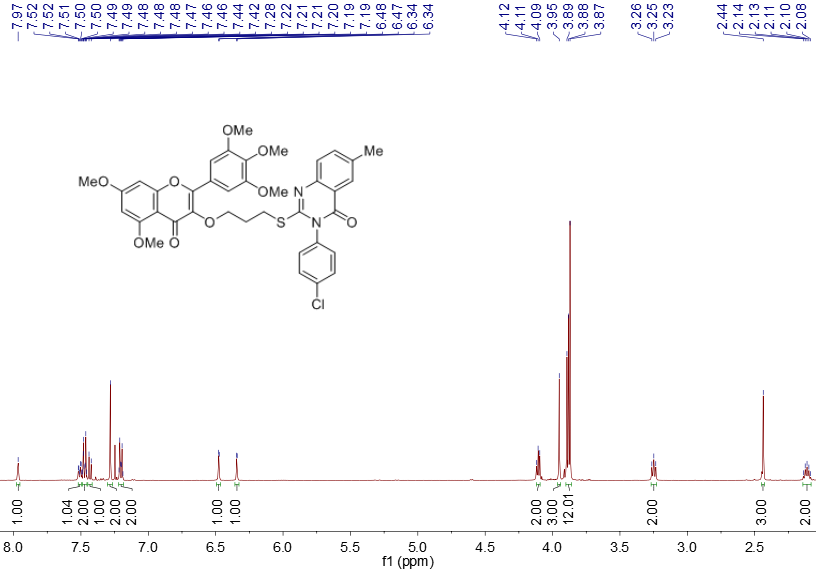 7.97 7.52 7.52 7.51 7.50 7.50 7.49 7.49 7.48 7.48 7.48 7.47 7.46 7.46 7.44 7.42 7.28 7.22 7.21 7.21 7.20 7.19 7.19 6.48 6.47 6.34 6.34 4.12 4.11 4.09 3.95 3.89 3.88 3.87 3.26 3.25 3.23 2.44 2.14 2.13 2.11 2.10 2.08
OMe
OMe
Me
MeO
O
OMe
N
O
S
N
O
OMe
O
Cl
1.00 1.04 2.00 1.00 2.00 2.00 1.00 1.00 2.00 3.00 12.01 2.00 3.00 2.00
8.0 7.5 7.0 6.5 6.0 5.5 5.0 4.5 4.0 3.5 3.0 2.5
f1 (ppm)